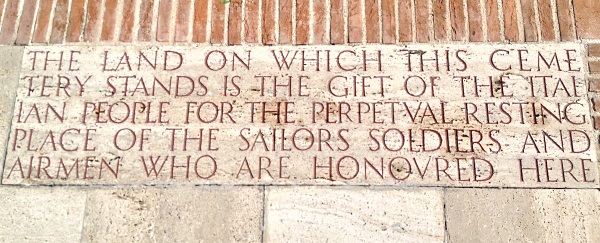 THE LAND ON WHICH THIS CEME
TERY STANDS IS THE GIFT OF THE ITAL
IAN PEOPLE FOR THE PERPETVAL RESTING
PLACE OF THE SAILORS SOLDIERS AND
AIRMEN WHO ARE HONOVRED HERE